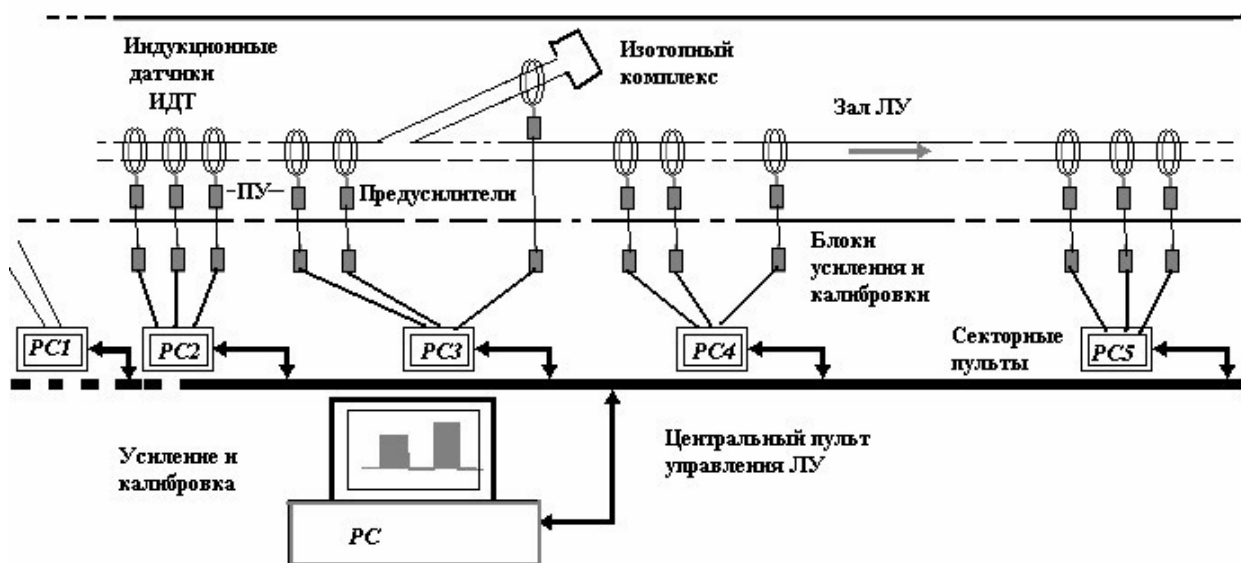 Индукционные
датчики
ИДТ
Изотопный
комплекс
Зал ЛУ
–ПУ–
Предусилители
Блоки
усиления и
калибровки
PC1
PC2
PC3
PC4
PC5
Секторные
пульты
Усиление и
калибровка
Центральный пульт
управления ЛУ
PC